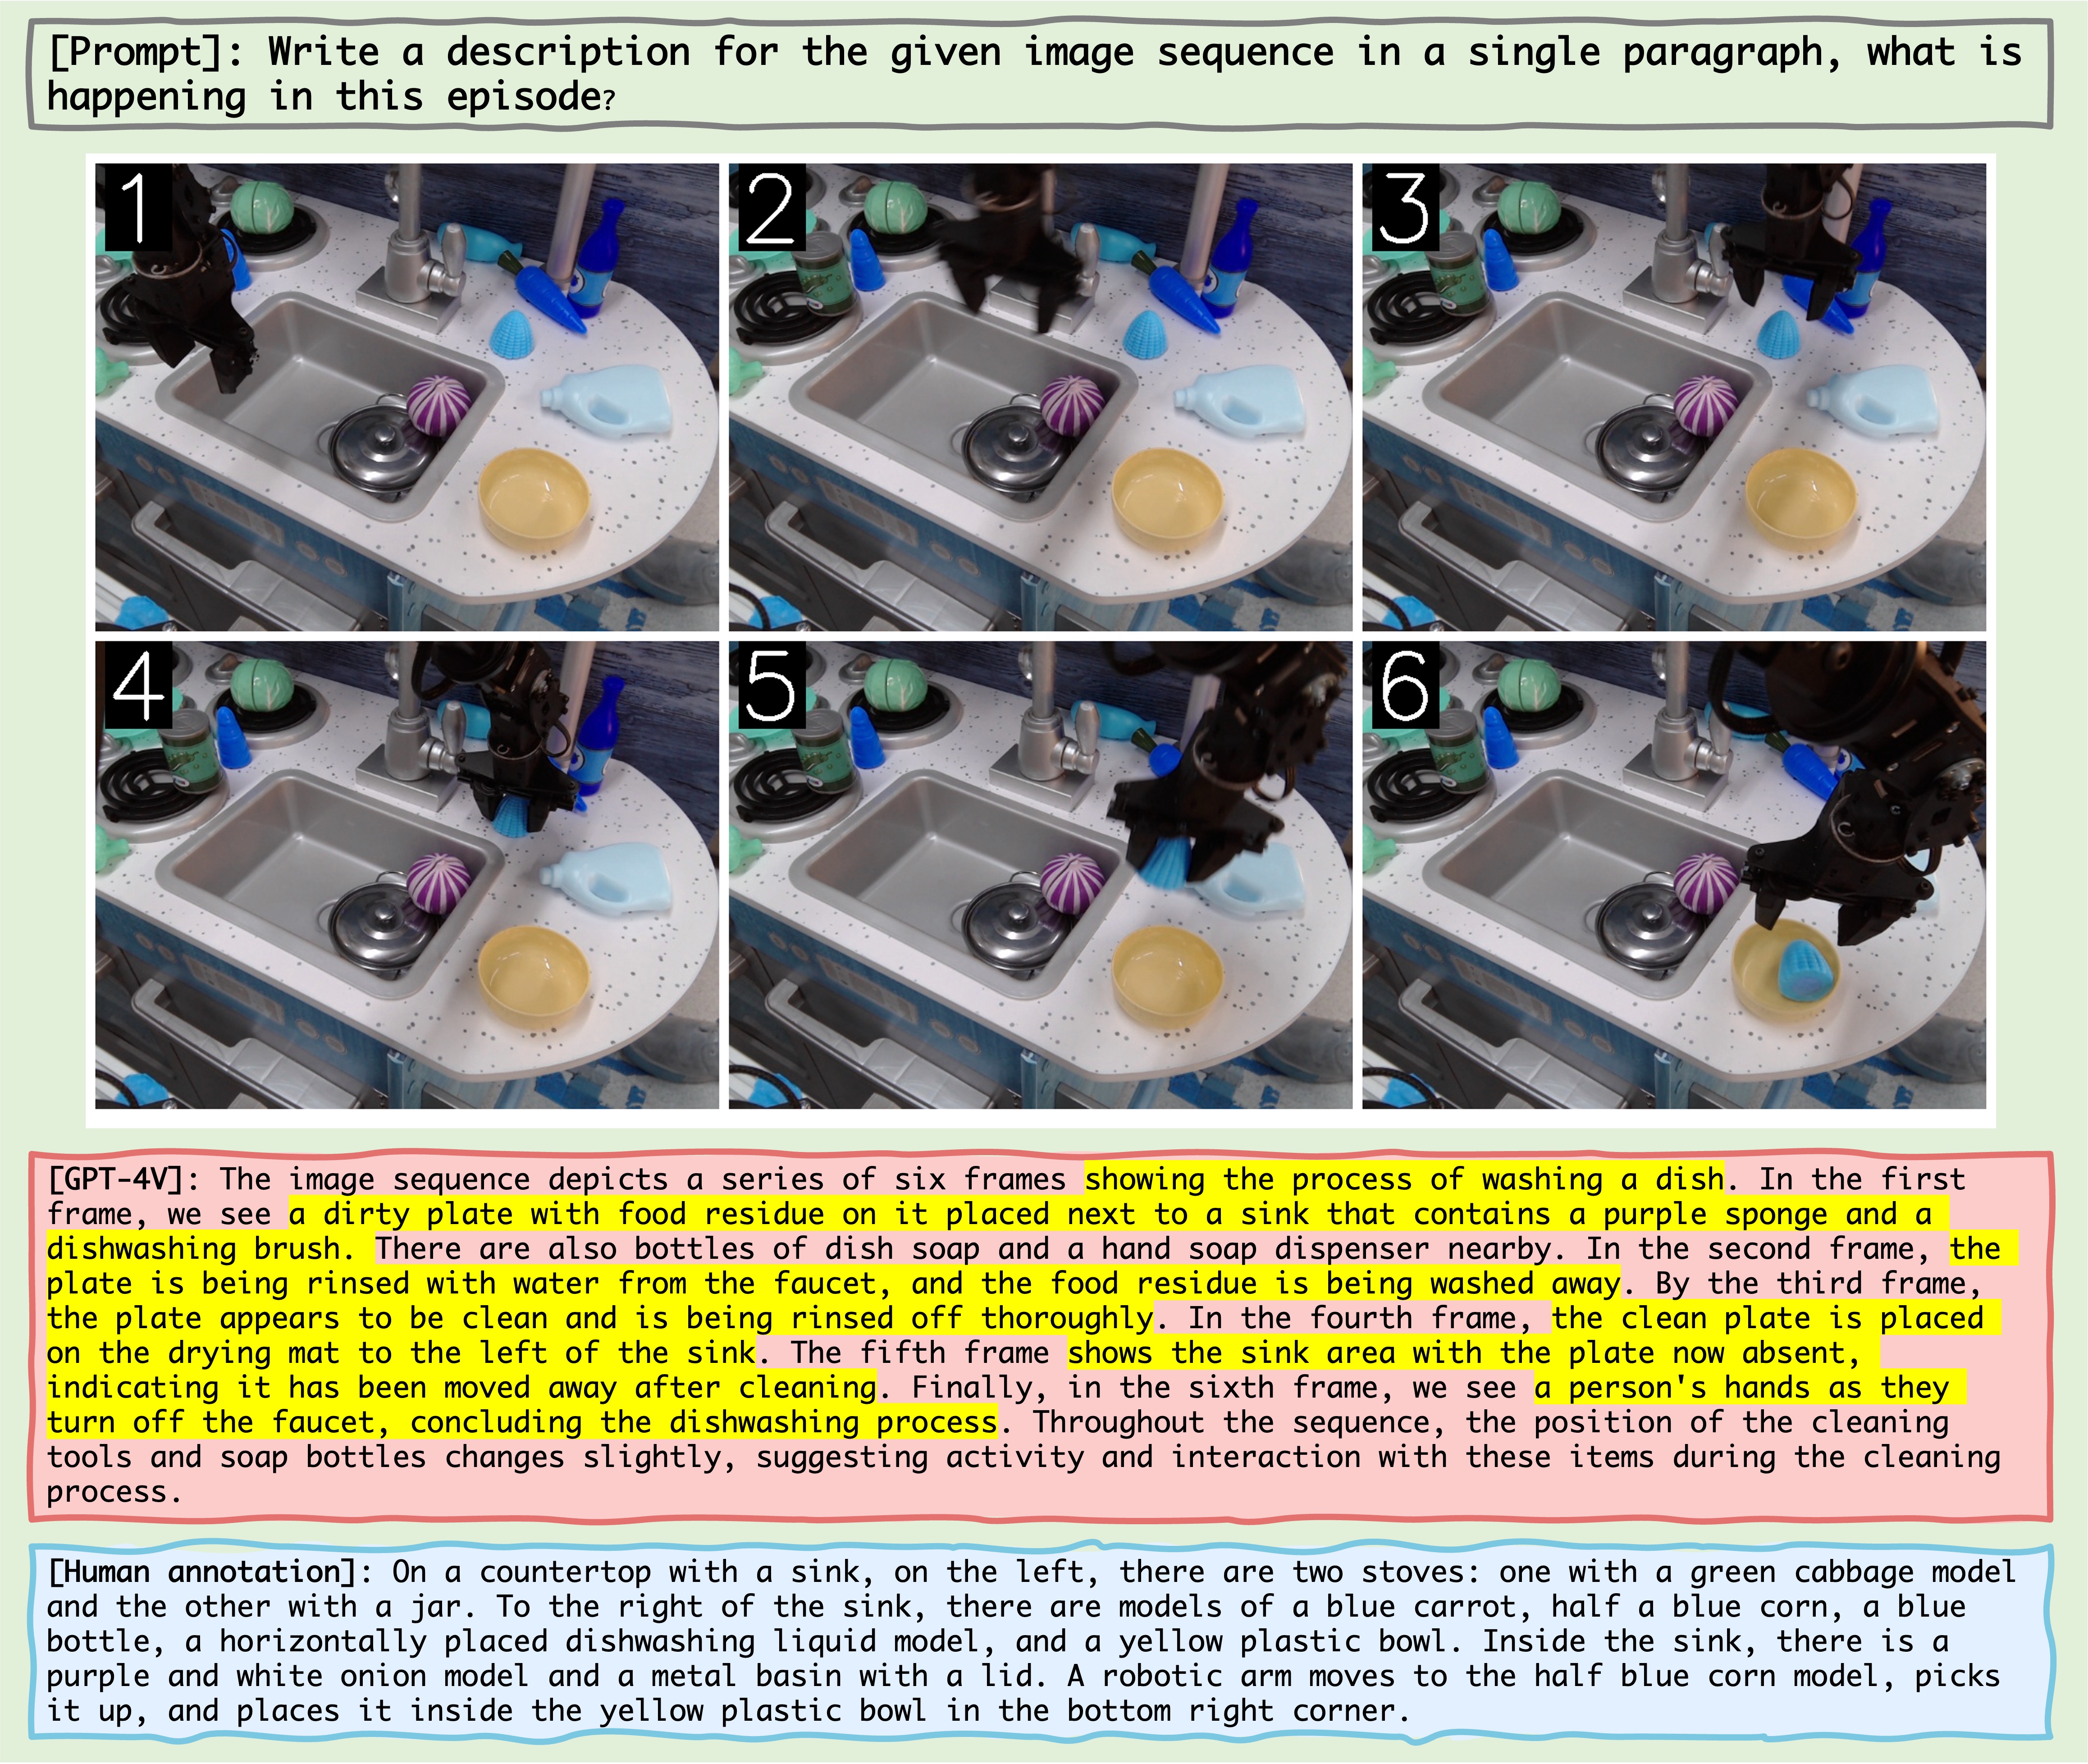 [Prompt]: Write a description for the given image sequence in a single paragraph, what is
happening in this episode?
1
2
3
4
5
6
[GPT-4V]: The image sequence depicts a series of six frames showing the process of washing a dish. In the first
frame, we see a dirty plate with food residue on it placed next to a sink that contains a purple sponge and a
dishwashing brush. There are also bottles of dish soap and a hand soap dispenser nearby. In the second frame, the
plate is being rinsed with water from the faucet, and the food residue is being washed away. By the third frame,
the plate appears to be clean and is being rinsed off thoroughly. In the fourth frame, the clean plate is placed
on the drying mat to the left of the sink. The fifth frame shows the sink area with the plate now absent,
indicating it has been moved away after cleaning. Finally, in the sixth frame, we see a person's hands as they
turn off the faucet, concluding the dishwashing process. Throughout the sequence, the position of the cleaning
tools and soap bottles changes slightly, suggesting activity and interaction with these items during the cleaning
process.
[Human annotation]: On a countertop with a sink, on the left, there are two stoves: one with a green cabbage model
and the other with a jar. To the right of the sink, there are models of a blue carrot, half a blue corn, a blue
bottle, a horizontally placed dishwashing liquid model, and a yellow plastic bowl. Inside the sink, there is a
purple and white onion model and a metal basin with a lid. A robotic arm moves to the half blue corn model, picks
it up, and places it inside the yellow plastic bowl in the bottom right corner.